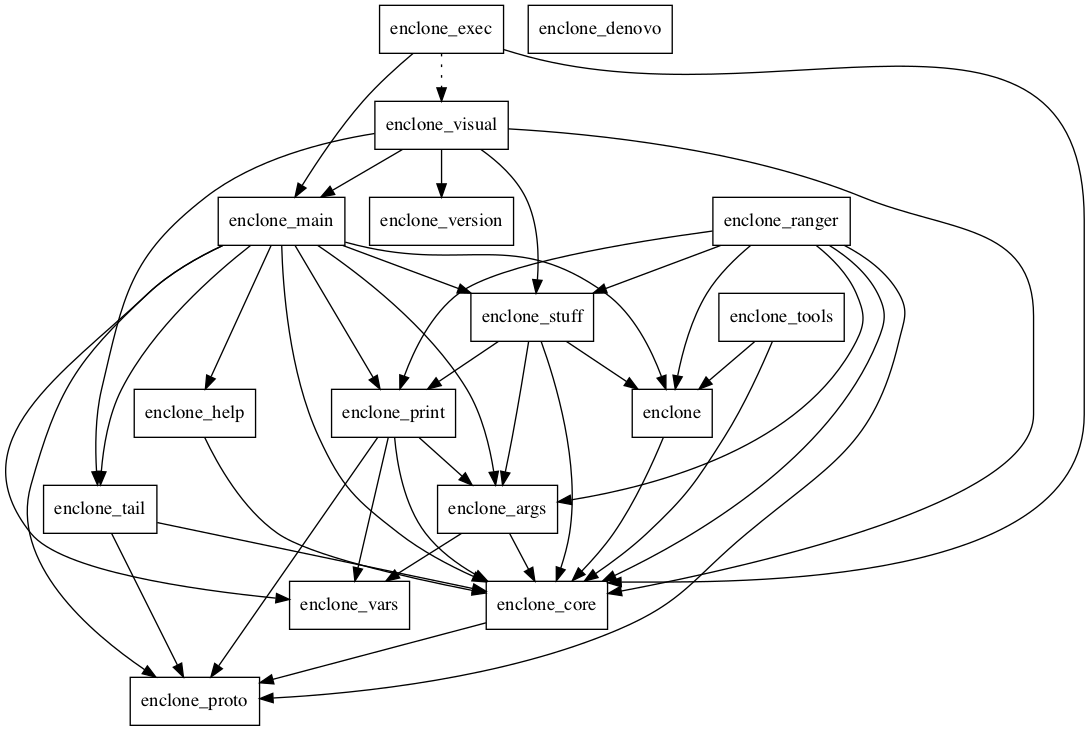 enclone_exec
enclone_denovo
enclone_visual
enclone_main
enclone_version
enclone_ranger
enclone_stuff
enclone_tools
enclone_help
enclone_print
enclone
enclone_tail
enclone_args
enclone_vars
enclone_core
enclone_proto